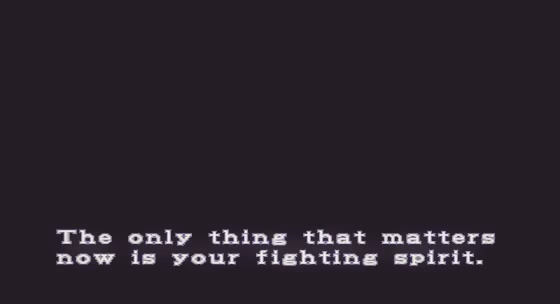 The only thing that matters
now is your fighting spirit.